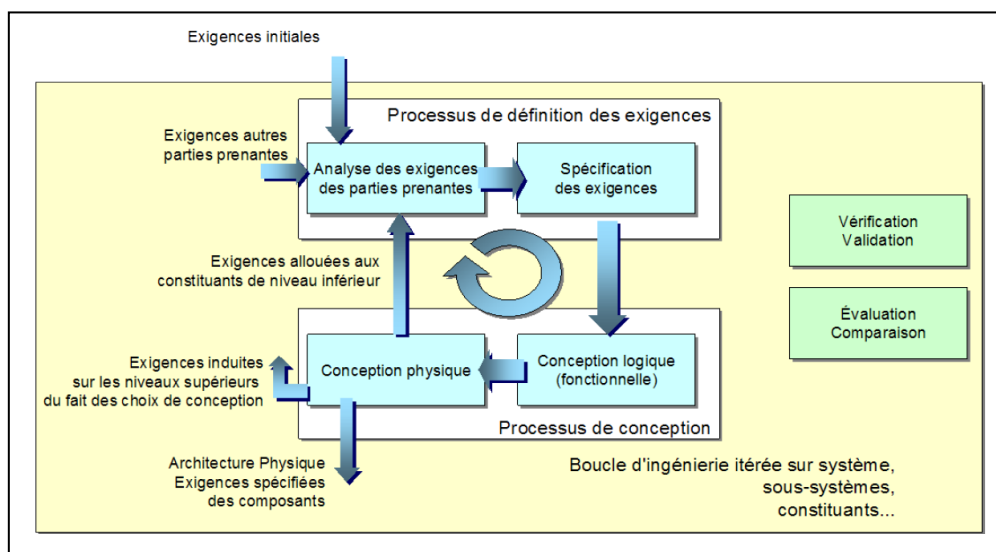 Exigences initiales
Processus de définition des exigences
Exigences autres
parties prenantes
Analyse des exigences
des parties prenantes
Spécification
des exigences
Vérification
Validation
Exigences allouées aux
constituants de niveau inférieur
Évaluation
Comparaison
Exigences induites
sur les niveaux supérieurs
du fait des choix de conception
Conception physique
Conception logique
(fonctionnelle)
Processus de conception
Architecture Physique
Exigences spécifiées
des composants
Boucle d'ingénierie itérée sur système,
sous-systèmes,
constituants...